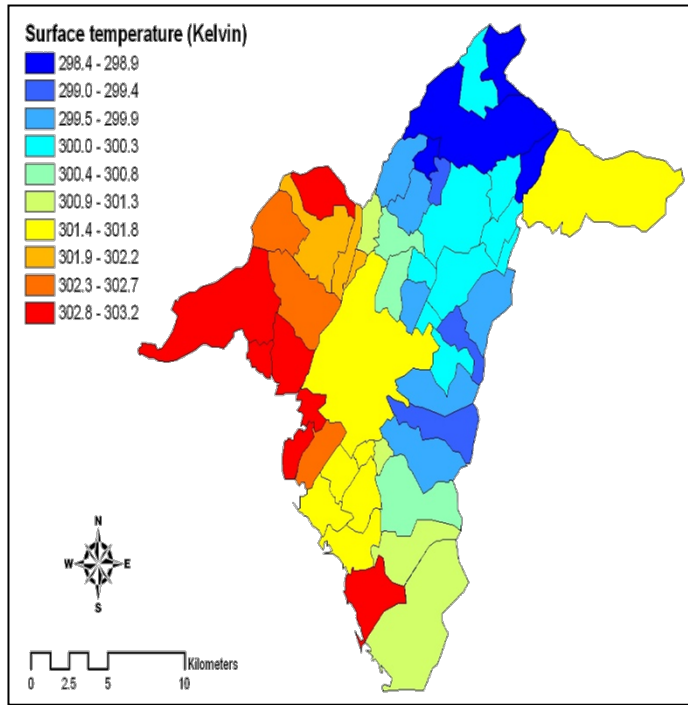 Surface temperature (Kelvin)
298.4 - 298.9
299.0 - 299.4
299.5 - 299.9
300.0 - 300.3
300.4 - 300.8
300.9 - 301.3
301.4 - 301.8
301.9 - 302.2
302.3 - 302.7
302.8 - 303.2
N
W E
S
Kilometers
0 2.5 5 10